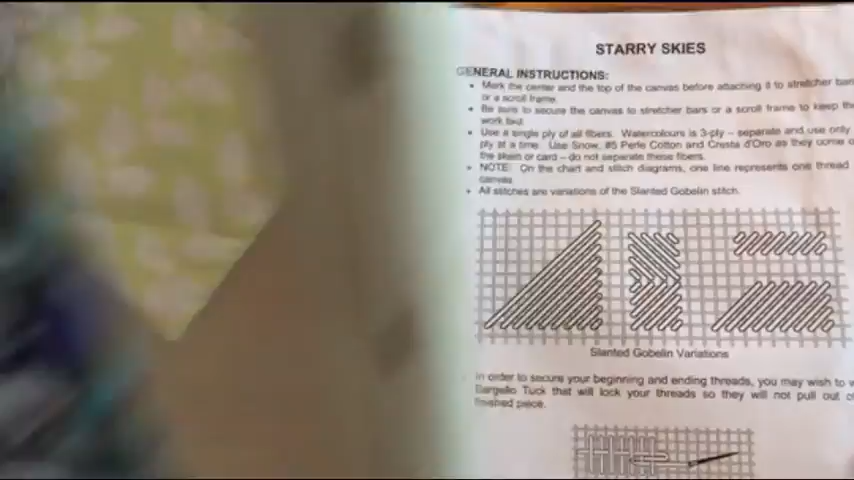 STARRY SKIES
GENERAL INSTRUCTIONS:
• Mark the center and the top of the canvas before attaching it to stretcher bars
or a scroll frame.
• Be sure to secure the canvas to stretcher bars or a scroll frame to keep the
work taut.
• Use a single ply of all fibers. Watercolours is 3-ply – separate and use only
ply at a time. Use Snow, #5 Perle Cotton and Cresta d'Oro as they come o
the skein or card – do not separate these fibers.
• NOTE: On the chart and stitch diagrams, one line represents one thread
canvas.
• All stitches are variations of the Slanted Gobelin stitch.
Slanted Gobelin Variations
In order to secure your beginning and ending threads, you may wish to
Bargello Tuck that will lock your threads so they will not pull out
finished piece.